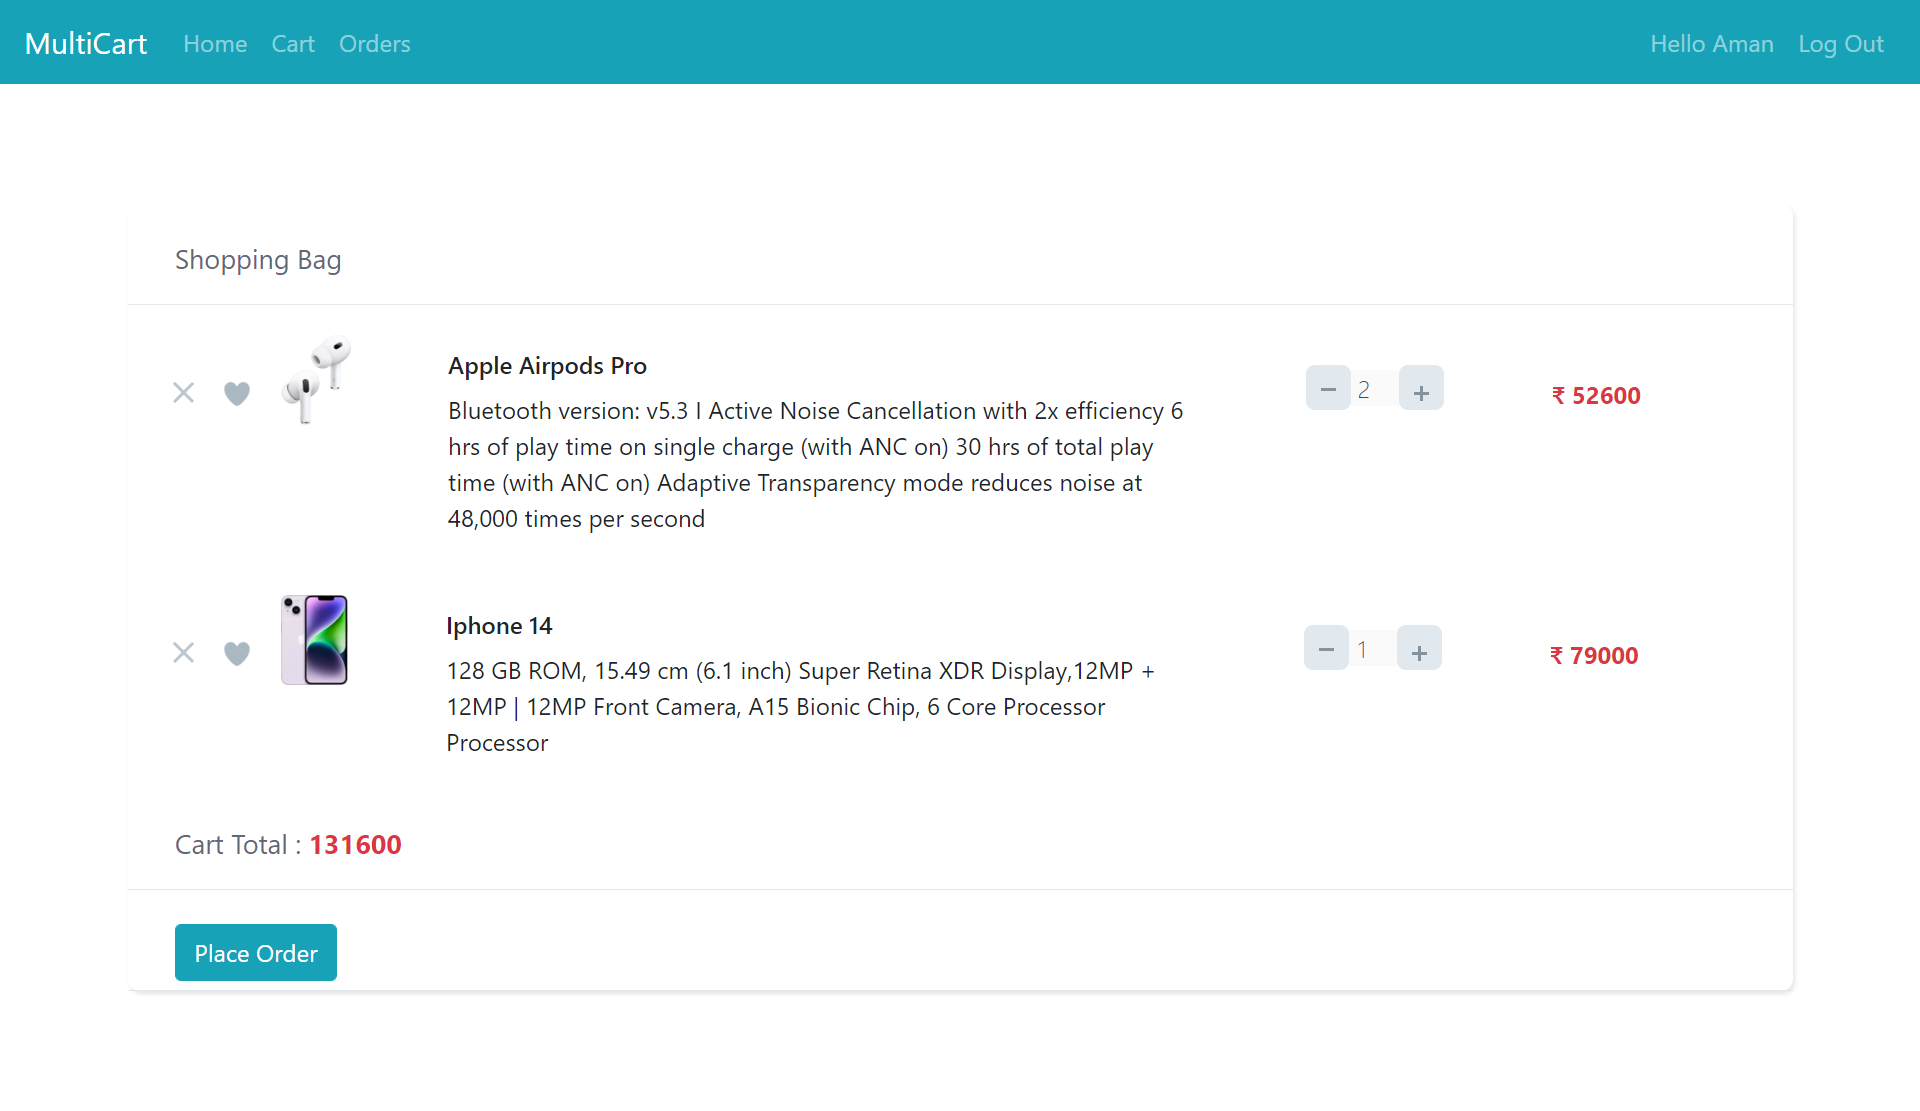 MultiCart Home Cart Orders Hello Aman Log Out
Shopping Bag
Apple Airpods Pro
Bluetooth version: v5.3 I Active Noise Cancellation with 2x efficiency 6
hrs of play time on single charge (with ANC on) 30 hrs of total play
time (with ANC on) Adaptive Transparency mode reduces noise at
48,000 times per second
− 2 +
₹ 52600
Iphone 14
128 GB ROM, 15.49 cm (6.1 inch) Super Retina XDR Display,12MP +
12MP | 12MP Front Camera, A15 Bionic Chip, 6 Core Processor
Processor
− 1 +
₹ 79000
Cart Total : 131600
Place Order